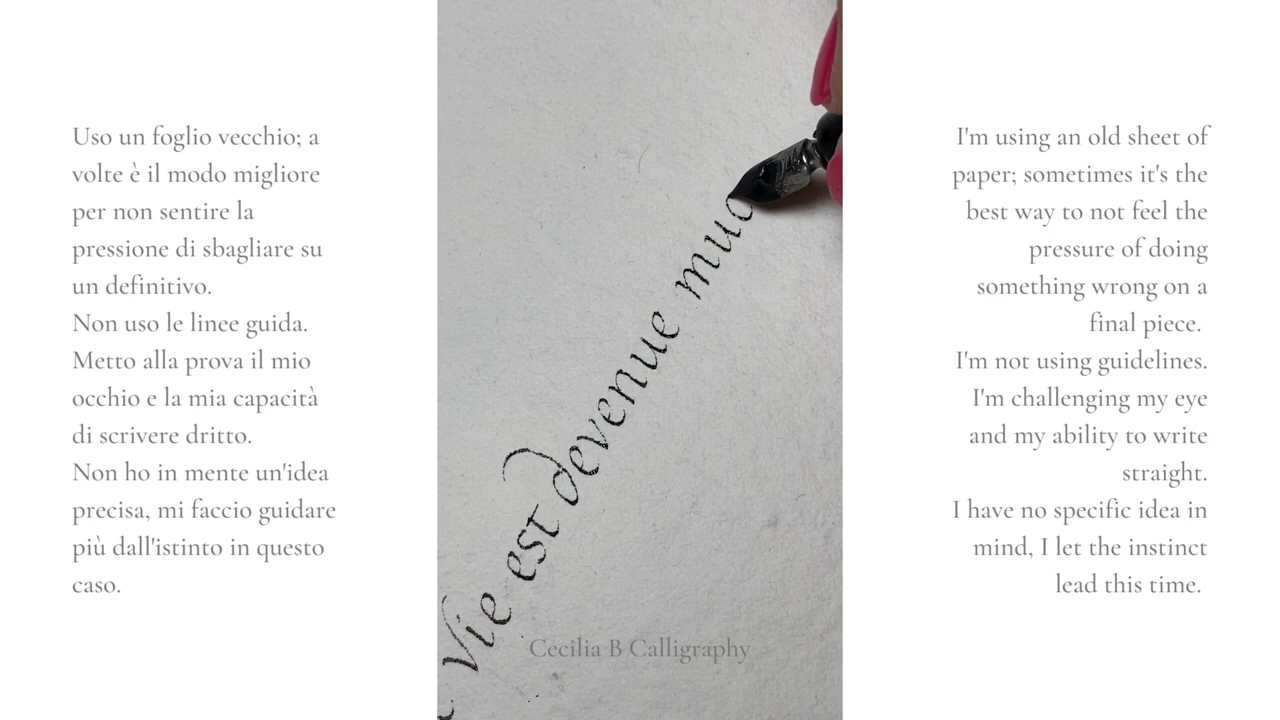 Uso un foglio vecchio; a
volte è il modo migliore
per non sentire la
pressione di sbagliare su
un definitivo.
Non uso le linee guida.
Metto alla prova il mio
occhio e la mia capacità
di scrivere dritto.
Non ho in mente un'idea
precisa, mi faccio guidare
più dall'istinto in questo
caso.
Vie est devenue
Cecilia B Calligraphy
I'm using an old sheet of
paper; sometimes it's the
best way to not feel the
pressure of doing
something wrong on a
final piece.
I'm not using guidelines.
I'm challenging my eye
and my ability to write
straight.
I have no specific idea in
mind, I let the instinct
lead this time.